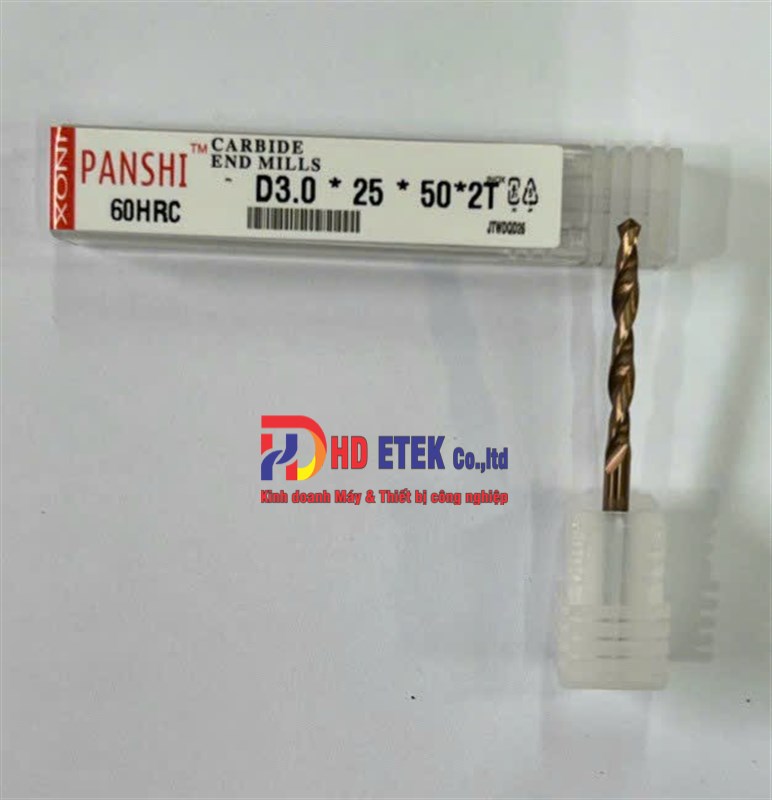 XONT
PANSHI™
CARBIDE
END MILLS
60HRC
D3.0 * 25 * 50*2T
JTWDQD26
HD ETEK Co.,ltd
Kinh doanh Máy & Thiết bị công nghiệp